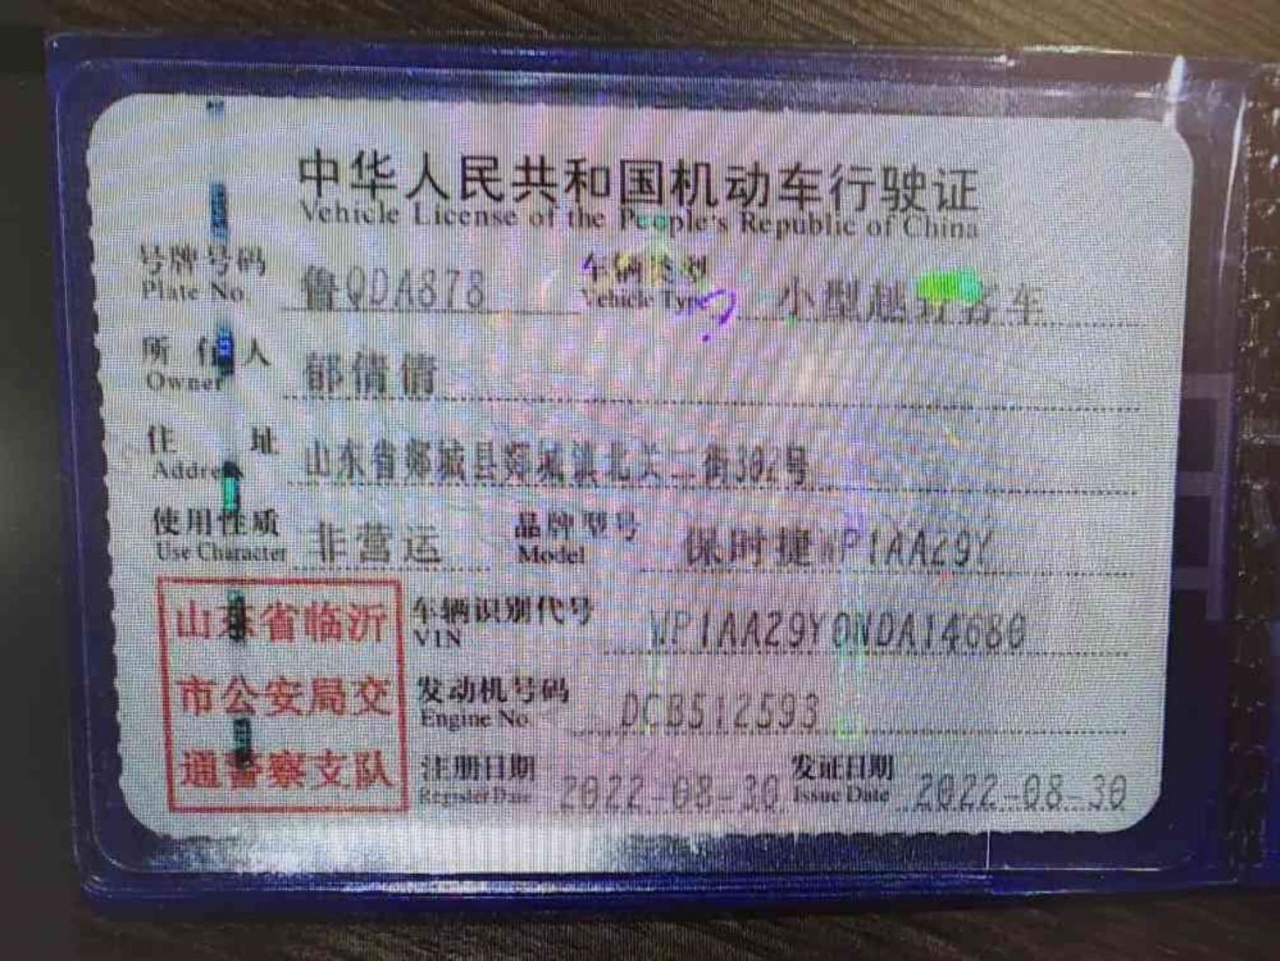 中华人民共和国机动车行驶证
Vehicle License of the People's Republic of China
号牌号码 鲁QDA878 车辆类型 小型越野客车
Plate No. Vehicle Type
所有人 郁倩倩
Owner
住址 山东省郯城县郯城镇北关二街302号
Address
使用性质 非营运 品牌型号 保时捷WP1AA29Y
Use Character Model
山东省临沂
市公安局交
通警察支队
车辆识别代号 WP1AA29Y0NDA14680
VIN
发动机号码 DCB512593
Engine No.
注册日期 2022-08-30 发证日期 2022-08-30
Register Date Issue Date